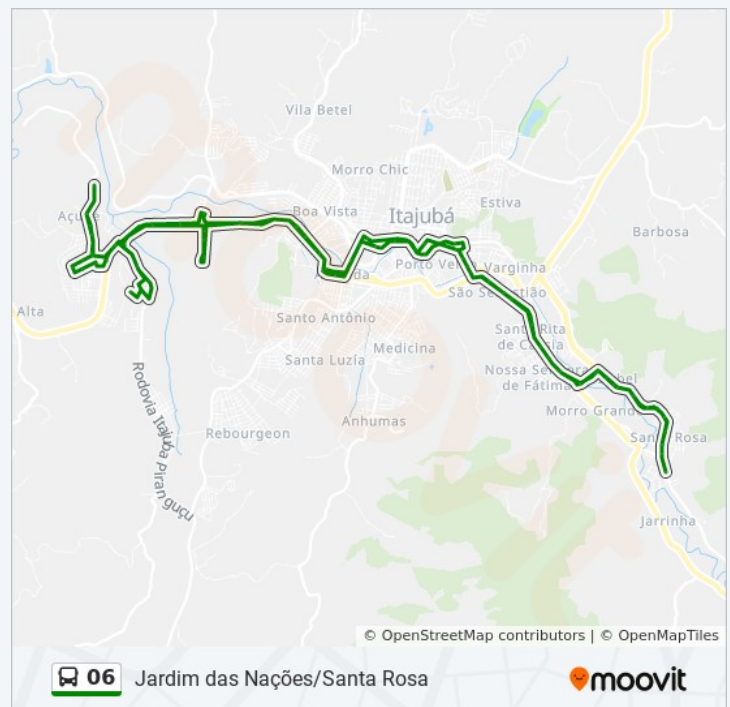 Vila Betel
Morro Chic
Estiva
Açude
Boa Vista
Itajubá
Barbosa
Porto Velho
Varginha
São Sebastião
Alta
Santo Antônio
Santa Rita
de Cássia
Santa Luzia
Medicina
Nossa Senhora
de Fátima
Morro Grande
Anhumas
Rebourgeon
Santa Rosa
Rodovia Itajubá Piranguçu
Jarrinha
© OpenStreetMap contributors | © OpenMapTiles
06 Jardim das Nações/Santa Rosa
moovit